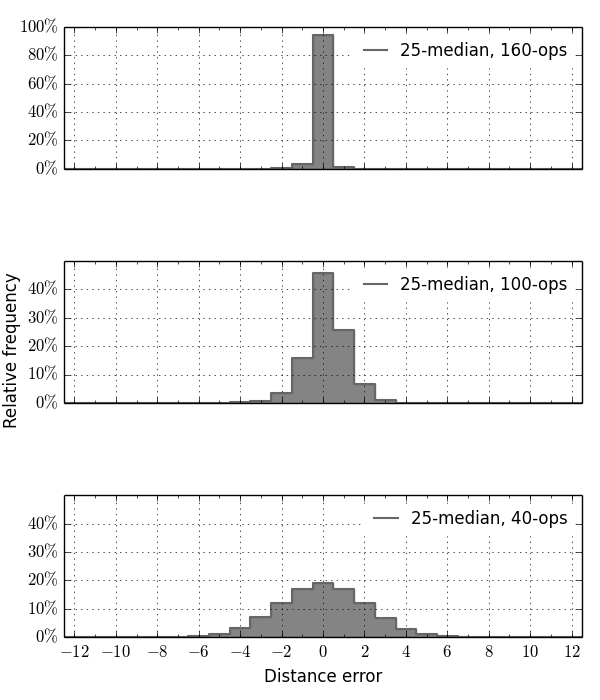 100%
80%
60%
40%
20%
0%
25-median, 160-ops
40%
30%
20%
10%
0%
25-median, 100-ops
Relative frequency
40%
30%
20%
10%
0%
25-median, 40-ops
−12 −10 −8 −6 −4 −2 0 2 4 6 8 10 12
Distance error